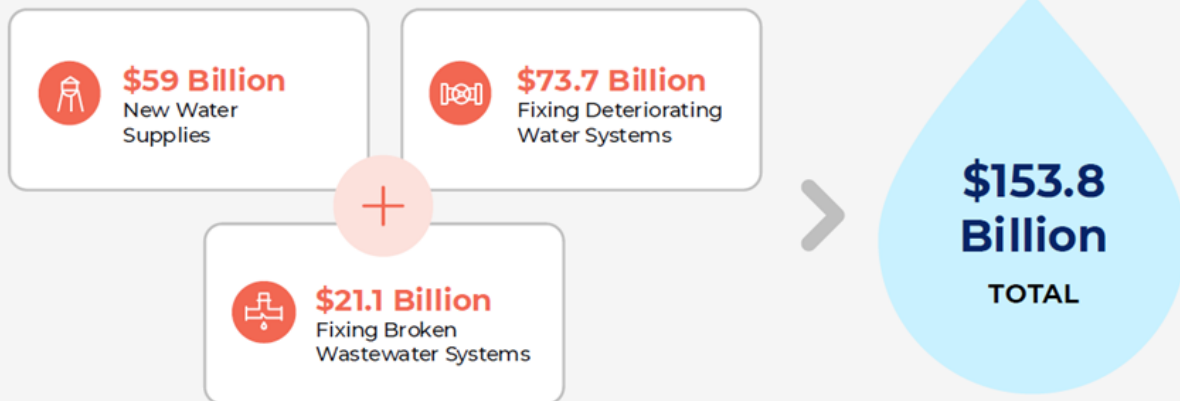 $59 Billion
New Water
Supplies
$73.7 Billion
Fixing Deteriorating
Water Systems
$21.1 Billion
Fixing Broken
Wastewater Systems
$153.8
Billion
TOTAL